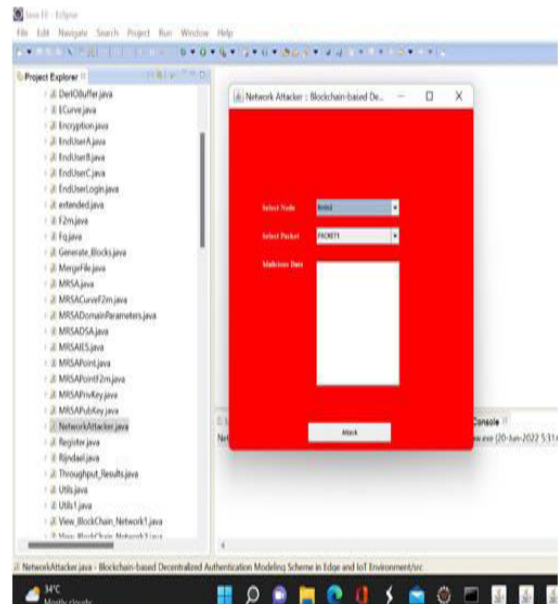 Java EE - Eclipse
File Edit Navigate Search Project Run Window Help
Project Explorer
DerIOBuffer.java
ECurve.java
Encryption.java
EndUserA.java
EndUserB.java
EndUserC.java
EndUserLogin.java
extended.java
F2m.java
Fq.java
Generate_Blocks.java
MergeFile.java
MRSA.java
MRSACurveF2m.java
MRSADomainParameters.java
MRSADSA.java
MRSAIES.java
MRSAPoint.java
MRSAPointF2m.java
MRSAPrivKey.java
MRSAPubKey.java
NetworkAttacker.java
Register.java
Rijndael.java
Throughput_Results.java
Utils.java
Utils1.java
View_BlockChain_Network1.java
Network Attacker :: Blockchain-based De...
Select Node
Select Packet PACKET1
Malicious Data
Attack
Console
(20-Jun-2022 5:31:
NetworkAttacker.java - Blockchain-based Decentralized Authentication Modeling Scheme in Edge and IoT Environment/src
34°C
Mostly cloudy